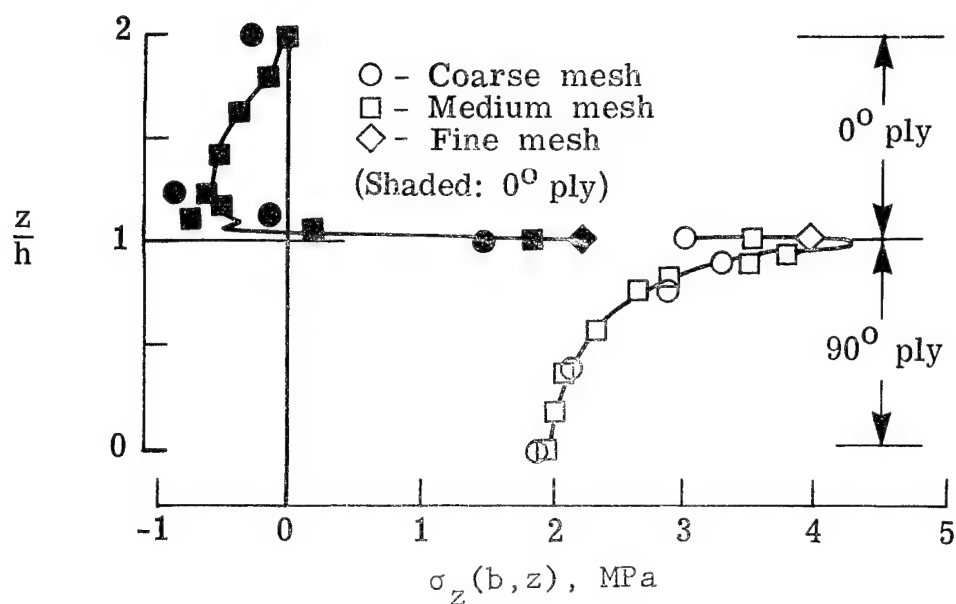 2
○ - Coarse mesh
□ - Medium mesh
◇ - Fine mesh
(Shaded: 0° ply)
0° ply
z/h
1
90° ply
0
-1 0 1 2 3 4 5
σ_z(b,z), MPa